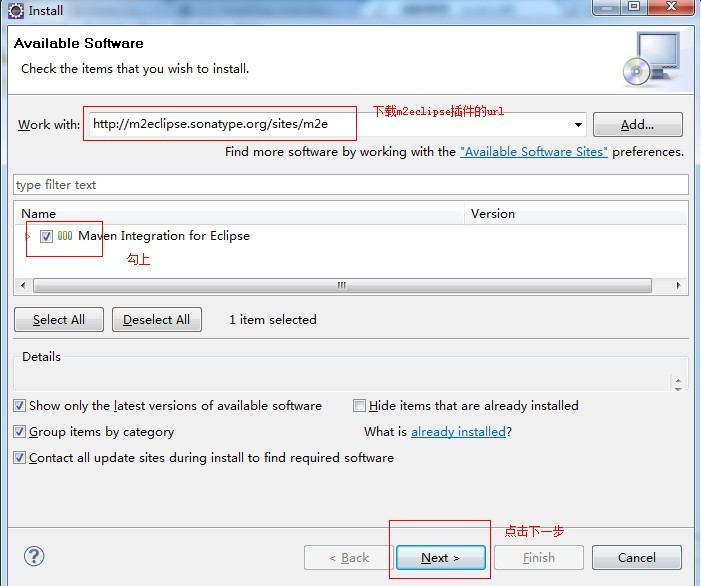 Install
Available Software
Check the items that you wish to install.
下载m2eclipse插件的url
Work with: http://m2eclipse.sonatype.org/sites/m2e Add...
Find more software by working with the "Available Software Sites" preferences.
type filter text
Name Version
Maven Integration for Eclipse
勾上
Select All Deselect All 1 item selected
Details
Show only the latest versions of available software Hide items that are already installed
Group items by category What is already installed?
Contact all update sites during install to find required software
点击下一步
? < Back Next > Finish Cancel